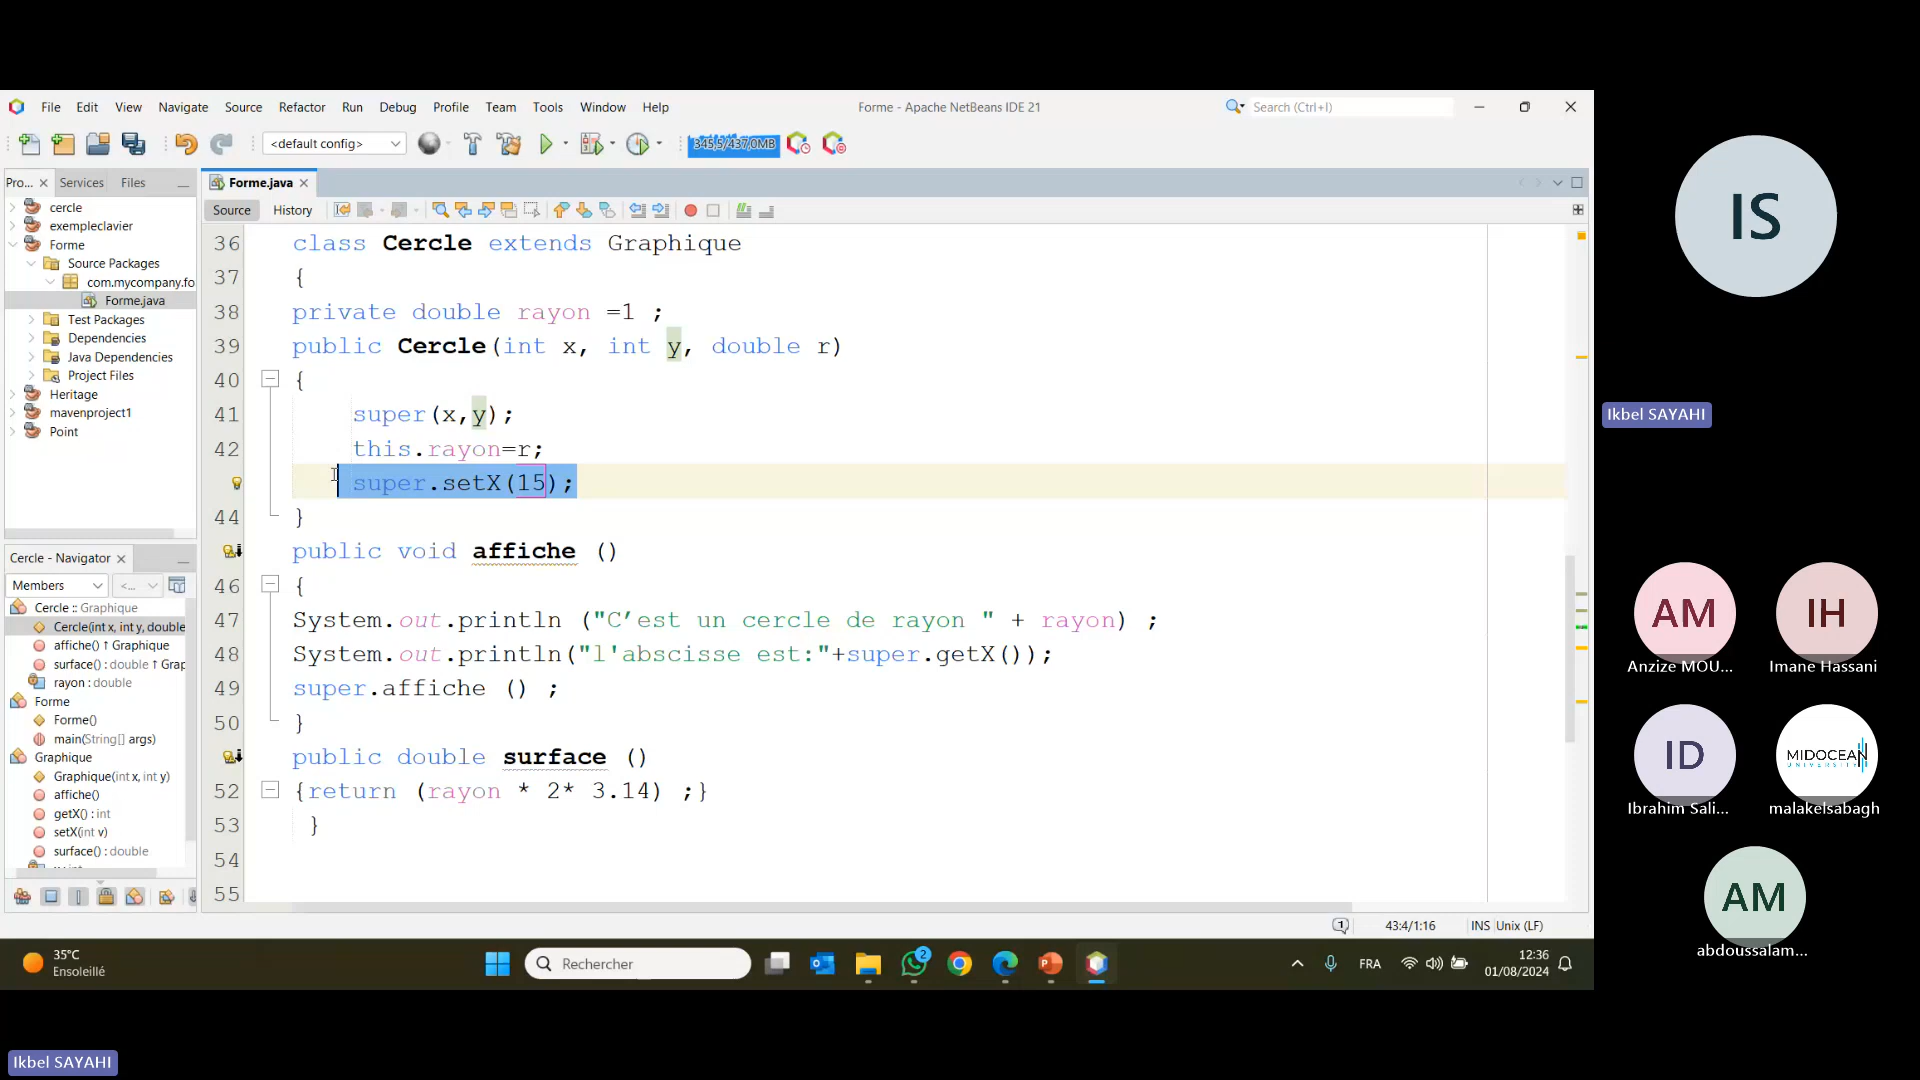 File Edit View Navigate Source Refactor Run Debug Profile Team Tools Window Help
Forme - Apache NetBeans IDE 21
Search (Ctrl+I)
<default config>
345,5/437,0MB
Pro... Services Files
Forme.java
Source History
cercle
exempleclavier
Forme
Source Packages
com.mycompany.fo
Forme.java
Test Packages
Dependencies
Java Dependencies
Project Files
Heritage
mavenproject1
Point
36 class Cercle extends Graphique
37 {
38 private double rayon =1 ;
39 public Cercle(int x, int y, double r)
40 {
41 super(x,y);
42 this.rayon=r;
super.setX(15);
44 }
public void affiche ()
46 {
47 System.out.println ("C’est un cercle de rayon " + rayon) ;
48 System.out.println("l'abscisse est:"+super.getX());
49 super.affiche () ;
50 }
public double surface ()
52 {return (rayon * 2* 3.14) ;}
53 }
54
55
Cercle - Navigator
Members
<...
Cercle :: Graphique
Cercle(int x, int y, double
affiche() ↑ Graphique
surface() : double ↑ Grap
rayon : double
Forme
Forme()
main(String[] args)
Graphique
Graphique(int x, int y)
affiche()
getX() : int
setX(int v)
surface() : double
1
43:4/1:16
INS Unix (LF)
35°C
Ensoleillé
Rechercher
2
FRA
12:36
01/08/2024
IS
Ikbel SAYAHI
AM
Anzize MOU...
IH
Imane Hassani
ID
Ibrahim Sali...
MIDOCEAN
UNIVERSITY
malakelsabagh
AM
abdoussalam...
Ikbel SAYAHI